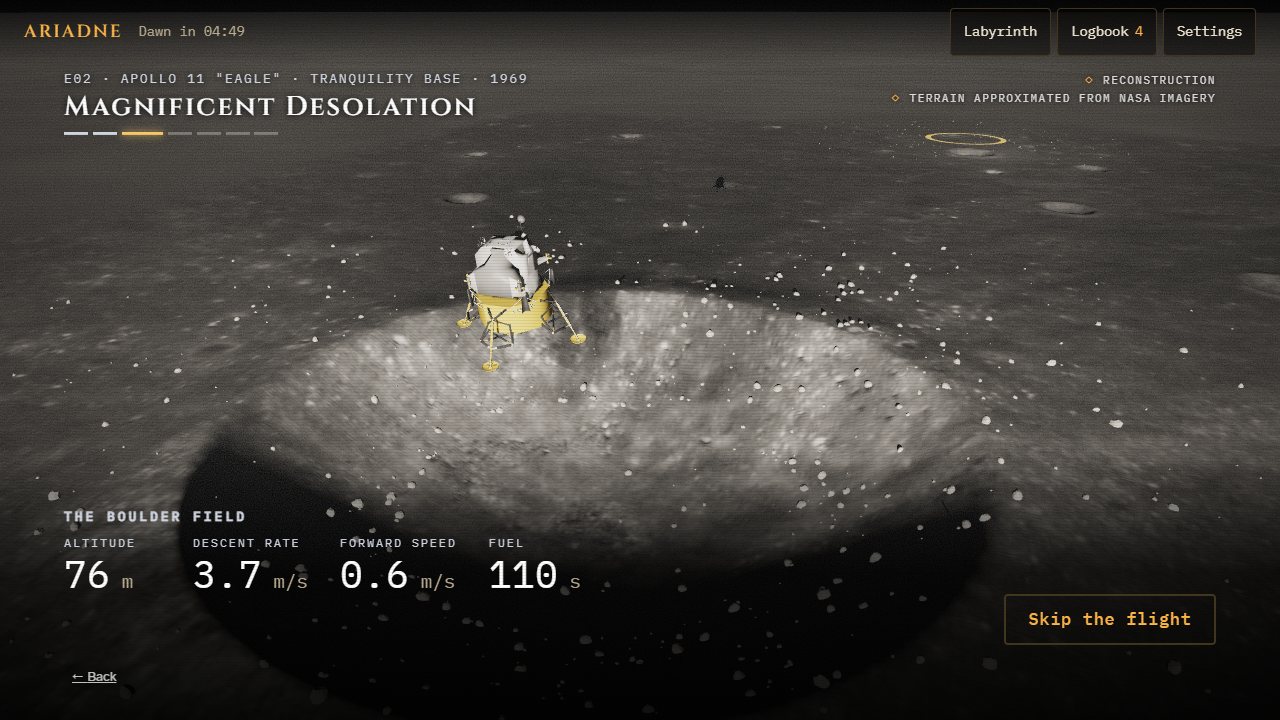 ARIADNE Dawn in 04:49 Labyrinth Logbook 4 Settings
E02 · APOLLO 11 "EAGLE" · TRANQUILITY BASE · 1969
MAGNIFICENT DESOLATION
RECONSTRUCTION
TERRAIN APPROXIMATED FROM NASA IMAGERY
THE BOULDER FIELD
ALTITUDE DESCENT RATE FORWARD SPEED FUEL
76 m 3.7 m/s 0.6 m/s 110 s
Skip the flight
← Back